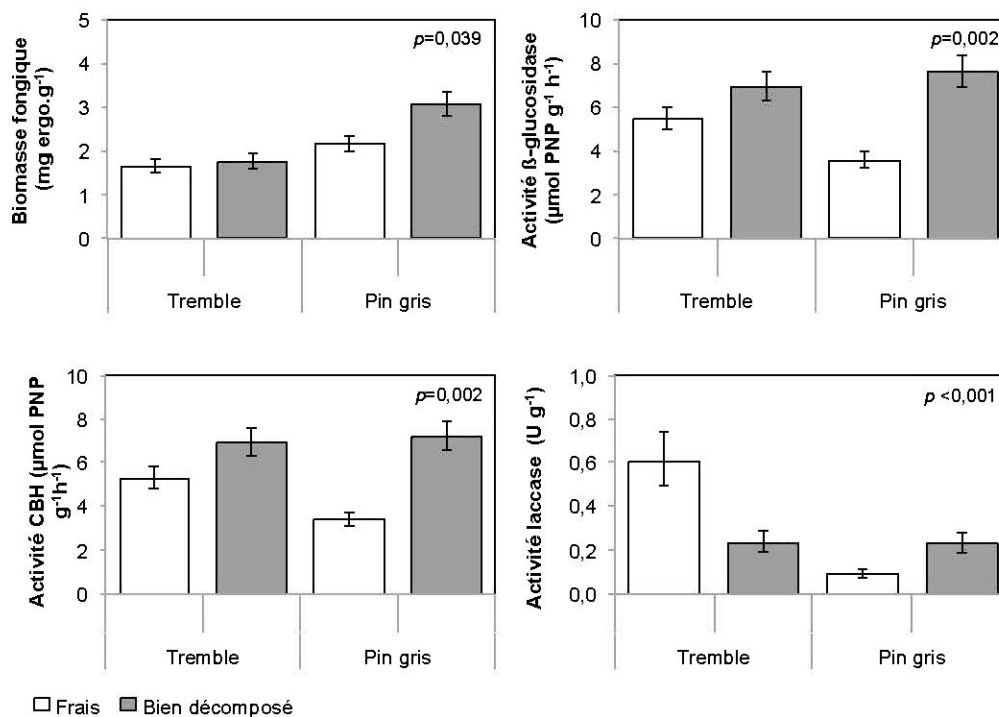 Biomasse fongique
(mg ergo.g⁻¹)
5
4
3
2
1
0
p=0,039
Tremble
Pin gris
Activité ß-glucosidase
(µmol PNP g⁻¹ h⁻¹)
10
8
6
4
2
0
p=0,002
Tremble
Pin gris
Activité CBH (µmol PNP
g⁻¹h⁻¹)
10
8
6
4
2
0
p=0,002
Tremble
Pin gris
Activité laccase (U g⁻¹)
1,0
0,8
0,6
0,4
0,2
0,0
p <0,001
Tremble
Pin gris
Frais
Bien décomposé